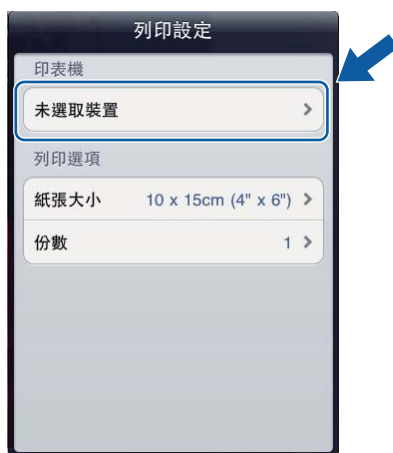 列印設定
印表機
未選取裝置
列印選項
紙張大小 10 x 15cm (4" x 6")
份數 1